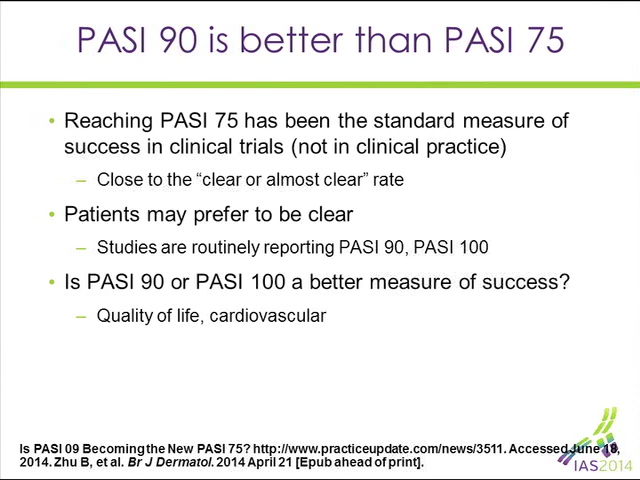 PASI 90 is better than PASI 75
• Reaching PASI 75 has been the standard measure of
success in clinical trials (not in clinical practice)
– Close to the “clear or almost clear” rate
• Patients may prefer to be clear
– Studies are routinely reporting PASI 90, PASI 100
• Is PASI 90 or PASI 100 a better measure of success?
– Quality of life, cardiovascular
Is PASI 09 Becoming the New PASI 75? http://www.practiceupdate.com/news/3511. Accessed June 18,
2014. Zhu B, et al. Br J Dermatol. 2014 April 21 [Epub ahead of print].
IAS2014